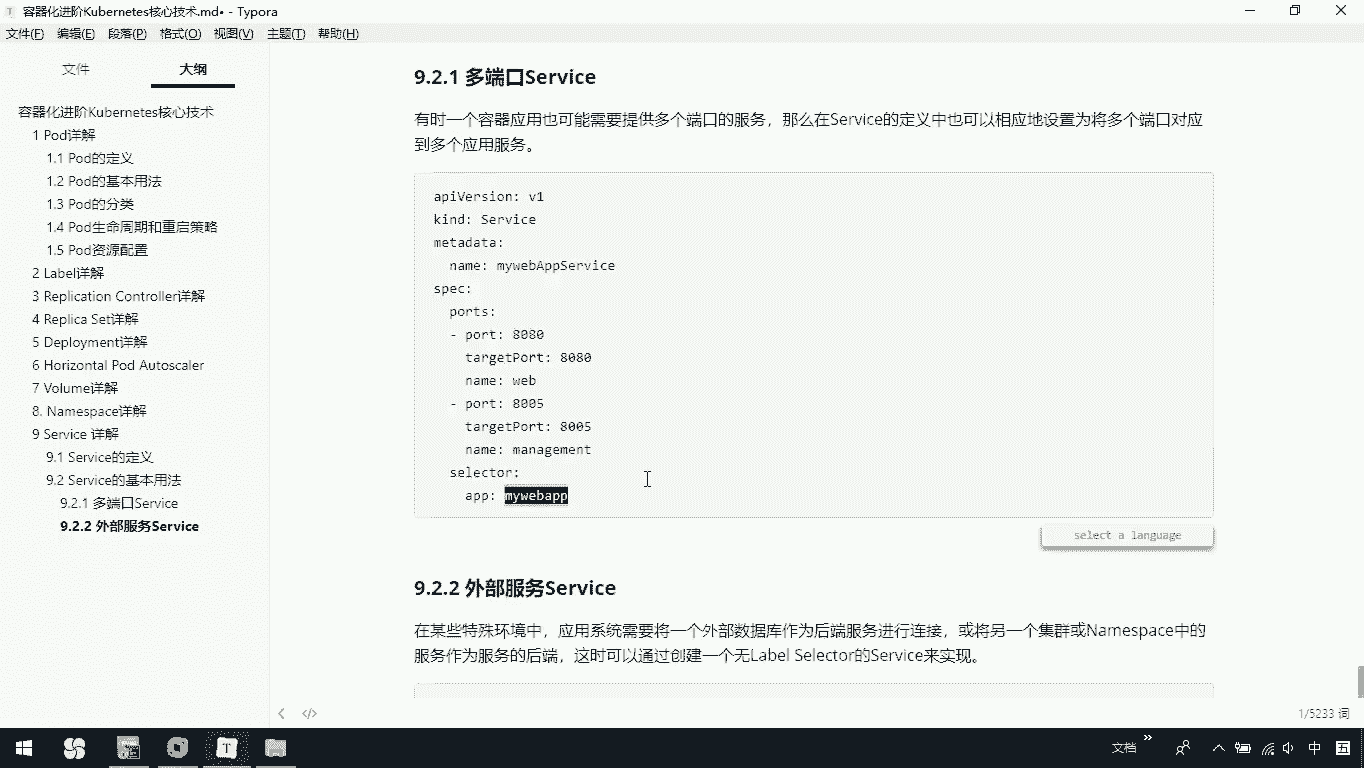 容器化进阶Kubernetes核心技术.md• - Typora
文件(F) 编辑(E) 段落(P) 格式(O) 视图(V) 主题(T) 帮助(H)
文件 大纲
容器化进阶Kubernetes核心技术
1 Pod详解
1.1 Pod的定义
1.2 Pod的基本用法
1.3 Pod的分类
1.4 Pod生命周期和重启策略
1.5 Pod资源配置
2 Label详解
3 Replication Controller详解
4 Replica Set详解
5 Deployment详解
6 Horizontal Pod Autoscaler
7 Volume详解
8. Namespace详解
9 Service 详解
9.1 Service的定义
9.2 Service的基本用法
9.2.1 多端口Service
9.2.2 外部服务Service
9.2.1 多端口Service
有时一个容器应用也可能需要提供多个端口的服务，那么在Service的定义中也可以相应地设置为将多个端口对应
到多个应用服务。
apiVersion: v1
kind: Service
metadata:
  name: mywebAppService
spec:
  ports:
  - port: 8080
    targetPort: 8080
    name: web
  - port: 8005
    targetPort: 8005
    name: management
  selector:
    app: mywebapp
select a language
9.2.2 外部服务Service
在某些特殊环境中，应用系统需要将一个外部数据库作为后端服务进行连接，或将另一个集群或Namespace中的
服务作为服务的后端，这时可以通过创建一个无Label Selector的Service来实现。
1/5233 词
T
文档
中
五